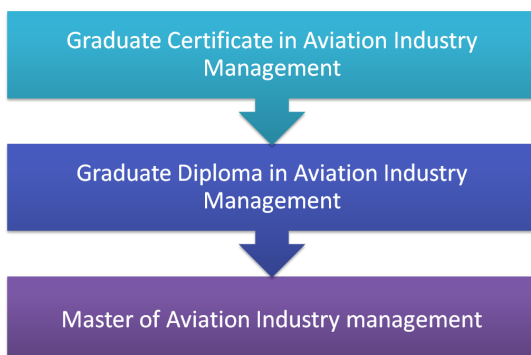 Graduate Certificate in Aviation Industry
Management
Graduate Diploma in Aviation Industry
Management
Master of Aviation Industry management